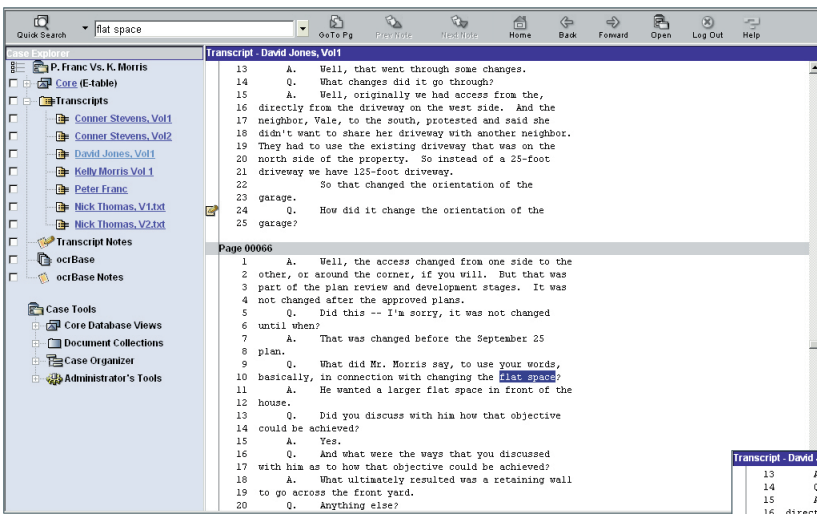 Quick Search
flat space
GoTo Pg
Prev Note
Next Note
Home
Back
Forward
Open
Log Out
Help
Case Explorer
P. Franc Vs. K. Morris
Core (E-table)
Transcripts
Conner Stevens, Vol1
Conner Stevens, Vol2
David Jones, Vol1
Kelly Morris Vol 1
Peter Franc
Nick Thomas, V1.txt
Nick Thomas, V2.txt
Transcript Notes
ocrBase
ocrBase Notes
Case Tools
Core Database Views
Document Collections
Case Organizer
Administrator's Tools
Transcript - David Jones, Vol1
13 A. Well, that went through some changes.
14 Q. What changes did it go through?
15 A. Well, originally we had access from the,
16 directly from the driveway on the west side. And the
17 neighbor, Vale, to the south, protested and said she
18 didn't want to share her driveway with another neighbor.
19 They had to use the existing driveway that was on the
20 north side of the property. So instead of a 25-foot
21 driveway we have 125-foot driveway.
22 So that changed the orientation of the
23 garage.
24 Q. How did it change the orientation of the
25 garage?
Page 00066
1 A. Well, the access changed from one side to the
2 other, or around the corner, if you will. But that was
3 part of the plan review and development stages. It was
4 not changed after the approved plans.
5 Q. Did this -- I'm sorry, it was not changed
6 until when?
7 A. That was changed before the September 25
8 plan.
9 Q. What did Mr. Morris say, to use your words,
10 basically, in connection with changing the flat space?
11 A. He wanted a larger flat space in front of the
12 house.
13 Q. Did you discuss with him how that objective
14 could be achieved?
15 A. Yes.
16 Q. And what were the ways that you discussed
17 with him as to how that objective could be achieved?
18 A. What ultimately resulted was a retaining wall
19 to go across the front yard.
20 Q. Anything else?
Transcript - David
13
14
15
16 direct